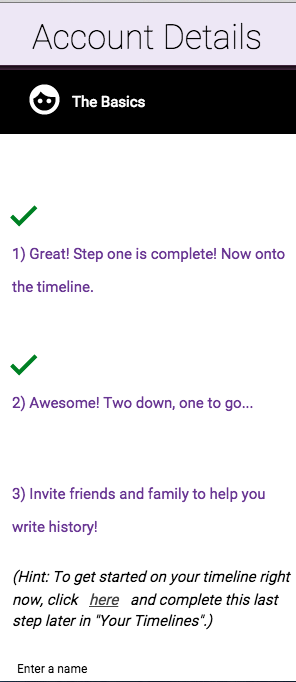 Account Details
The Basics
1) Great! Step one is complete! Now onto
the timeline.
2) Awesome! Two down, one to go...
3) Invite friends and family to help you
write history!
(Hint: To get started on your timeline right
now, click here and complete this last
step later in "Your Timelines".)
Enter a name